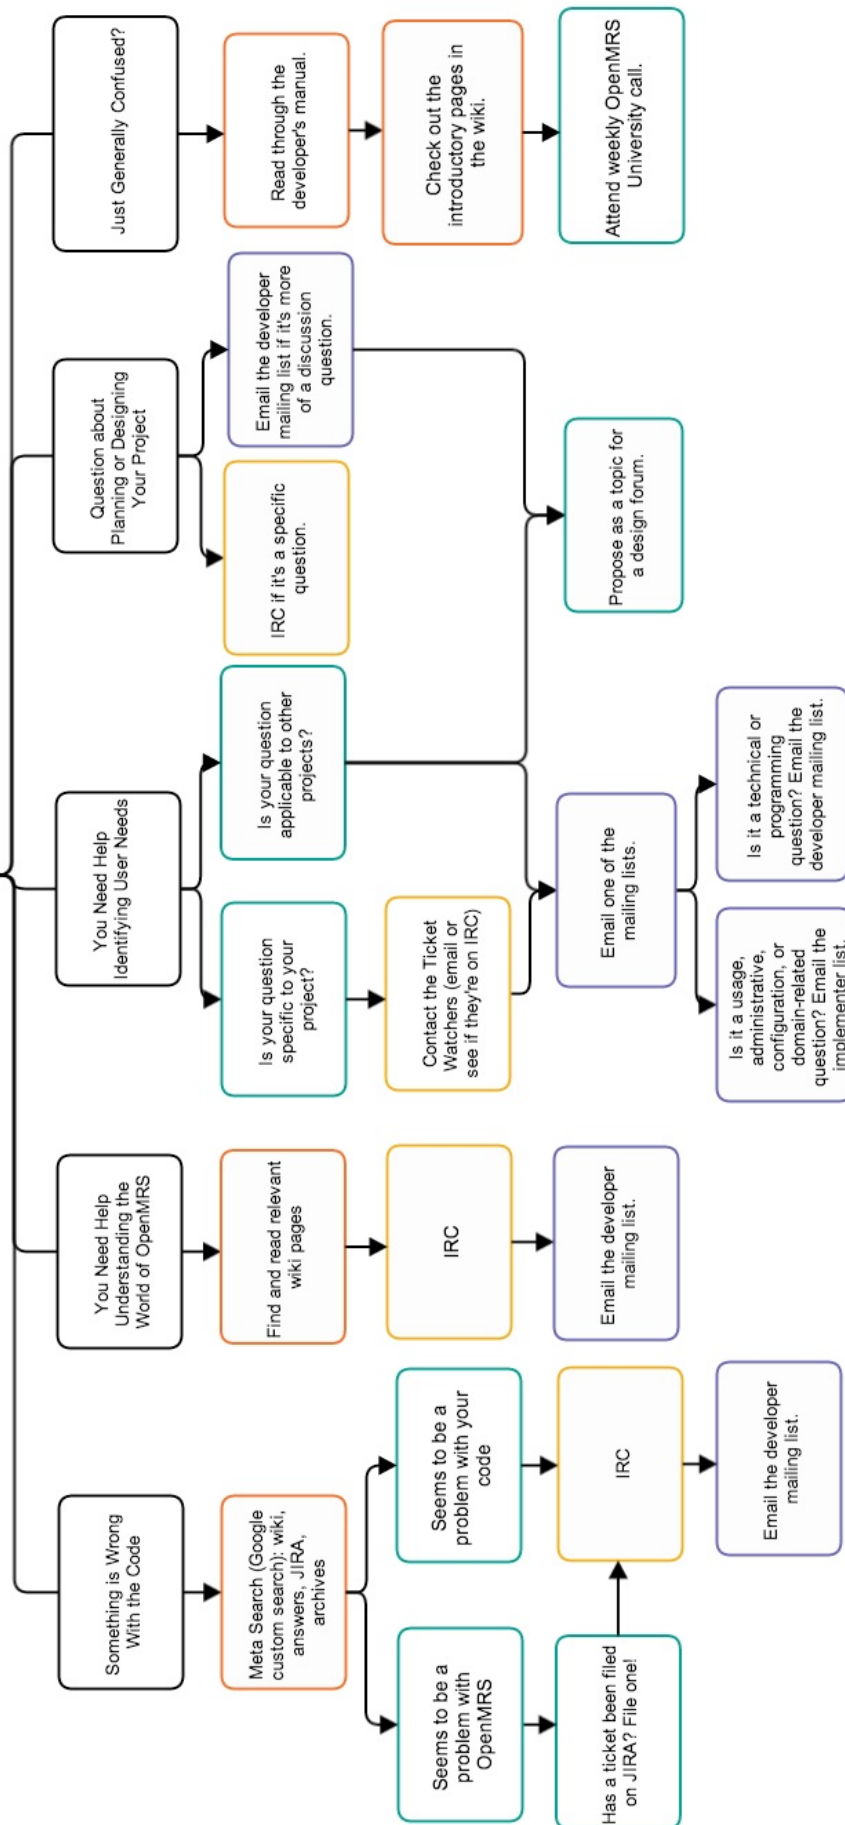 Something is Wrong
With the Code
Meta Search (Google
custom search): wiki,
answers, JIRA,
archives
Seems to be a
problem with
OpenMRS
Seems to be a
problem with your
code
Has a ticket been filed
on JIRA? File one!
IRC
Email the developer
mailing list.
You Need Help
Understanding the
World of OpenMRS
Find and read relevant
wiki pages
IRC
Email the developer
mailing list.
You Need Help
Identifying User Needs
Is your question
specific to your
project?
Is your question
applicable to other
projects?
Contact the Ticket
Watchers (email or
see if they're on IRC)
Email one of the
mailing lists.
Is it a usage,
administrative,
configuration, or
domain-related
question? Email the
implementer list.
Is it a technical or
programming
question? Email the
developer mailing list.
Question about
Planning or Designing
Your Project
IRC if it's a specific
question.
Email the developer
mailing list if it's more
of a discussion
question.
Propose as a topic for
a design forum.
Just Generally Confused?
Read through the
developer's manual.
Check out the
introductory pages in
the wiki.
Attend weekly OpenMRS
University call.